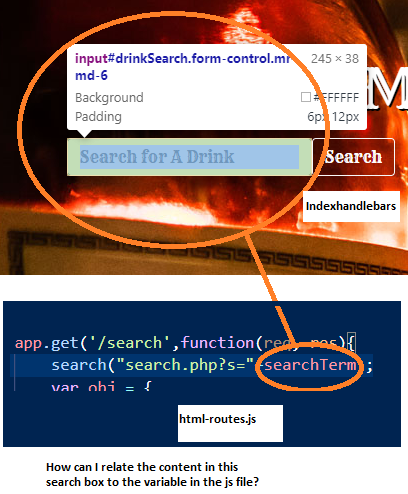 input#drinkSearch.form-control.mr
md-6
245 × 38
Background
#FFFFFF
Padding
6px 12px
M
Search for A Drink
Search
Indexhandlebars
app.get('/search',function(req, res){
search("search.php?s="+searchTerm);
var obj = {
html-routes.js
How can I relate the content in this
search box to the variable in the js file?